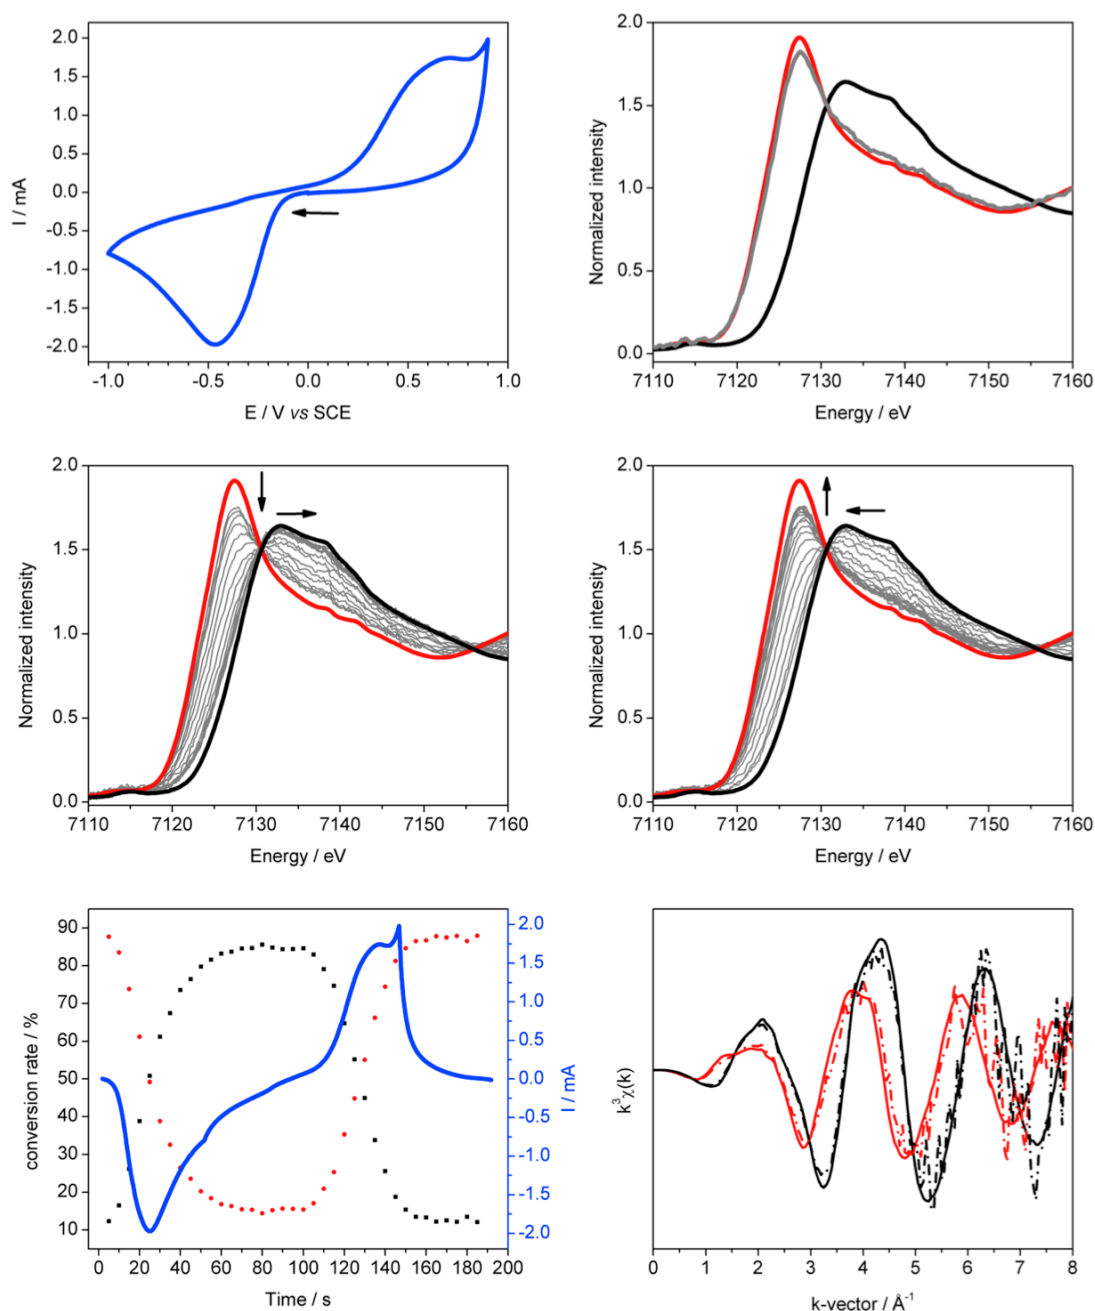 2.0
1.5
1.0
0.5
0.0
-0.5
-1.0
-1.5
-2.0
I / mA
-1.0 -0.5 0.0 0.5 1.0
E / V vs SCE
2.0
1.5
1.0
0.5
0.0
Normalized intensity
7110 7120 7130 7140 7150 7160
Energy / eV
2.0
1.5
1.0
0.5
0.0
Normalized intensity
7110 7120 7130 7140 7150 7160
Energy / eV
2.0
1.5
1.0
0.5
0.0
Normalized intensity
7110 7120 7130 7140 7150 7160
Energy / eV
90
80
70
60
50
40
30
20
10
conversion rate / %
2.0
1.5
1.0
0.5
0.0
-0.5
-1.0
-1.5
-2.0
I / mA
0 20 40 60 80 100 120 140 160 180 200
Time / s
k³χ(k)
0 1 2 3 4 5 6 7 8
k-vector / Å⁻¹